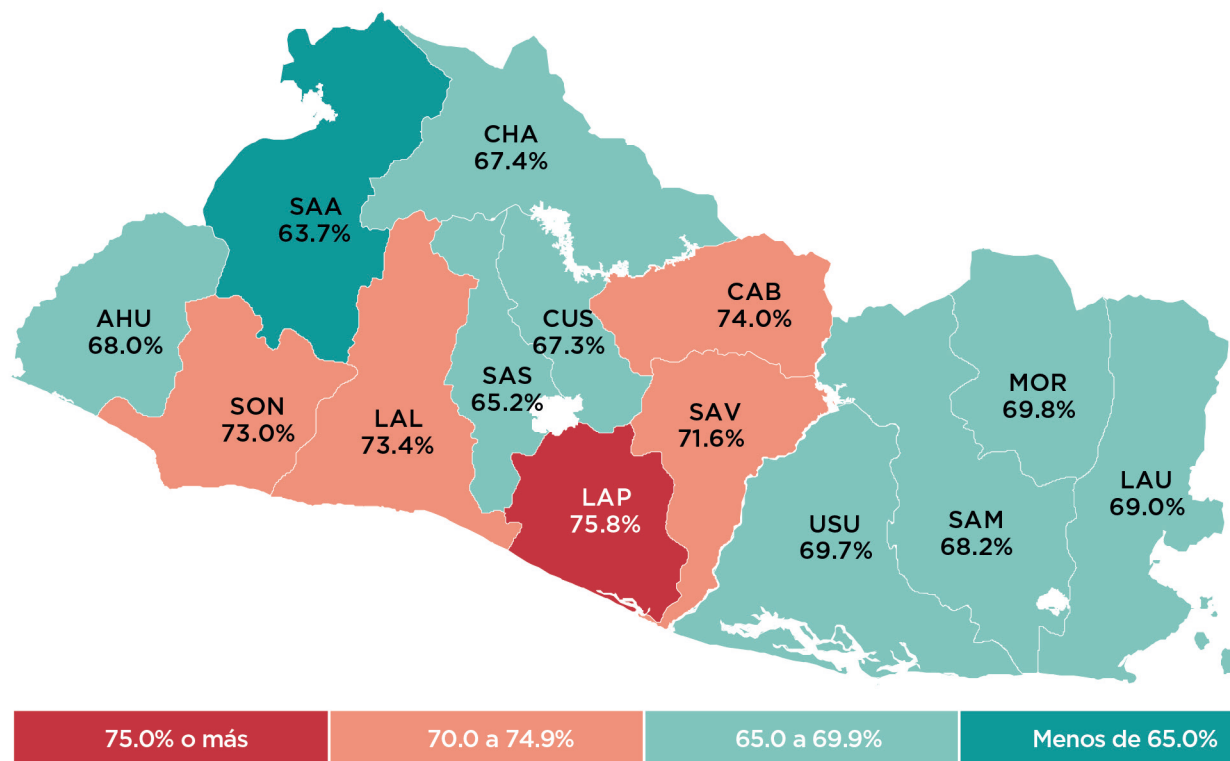 CHA
67.4%
SAA
63.7%
CAB
74.0%
AHU
68.0%
CUS
67.3%
SAS
65.2%
MOR
69.8%
SON
73.0%
LAL
73.4%
SAV
71.6%
LAU
69.0%
LAP
75.8%
USU
69.7%
SAM
68.2%
75.0% o más
70.0 a 74.9%
65.0 a 69.9%
Menos de 65.0%